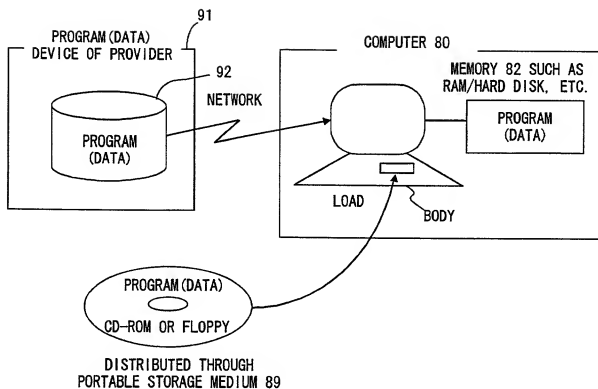 PROGRAM(DATA)
DEVICE OF PROVIDER
91
92
PROGRAM
(DATA)
NETWORK
COMPUTER 80
MEMORY 82 SUCH AS
RAM/HARD DISK, ETC.
PROGRAM
(DATA)
LOAD
BODY
PROGRAM(DATA)
CD-ROM OR FLOPPY
DISTRIBUTED THROUGH
PORTABLE STORAGE MEDIUM 89